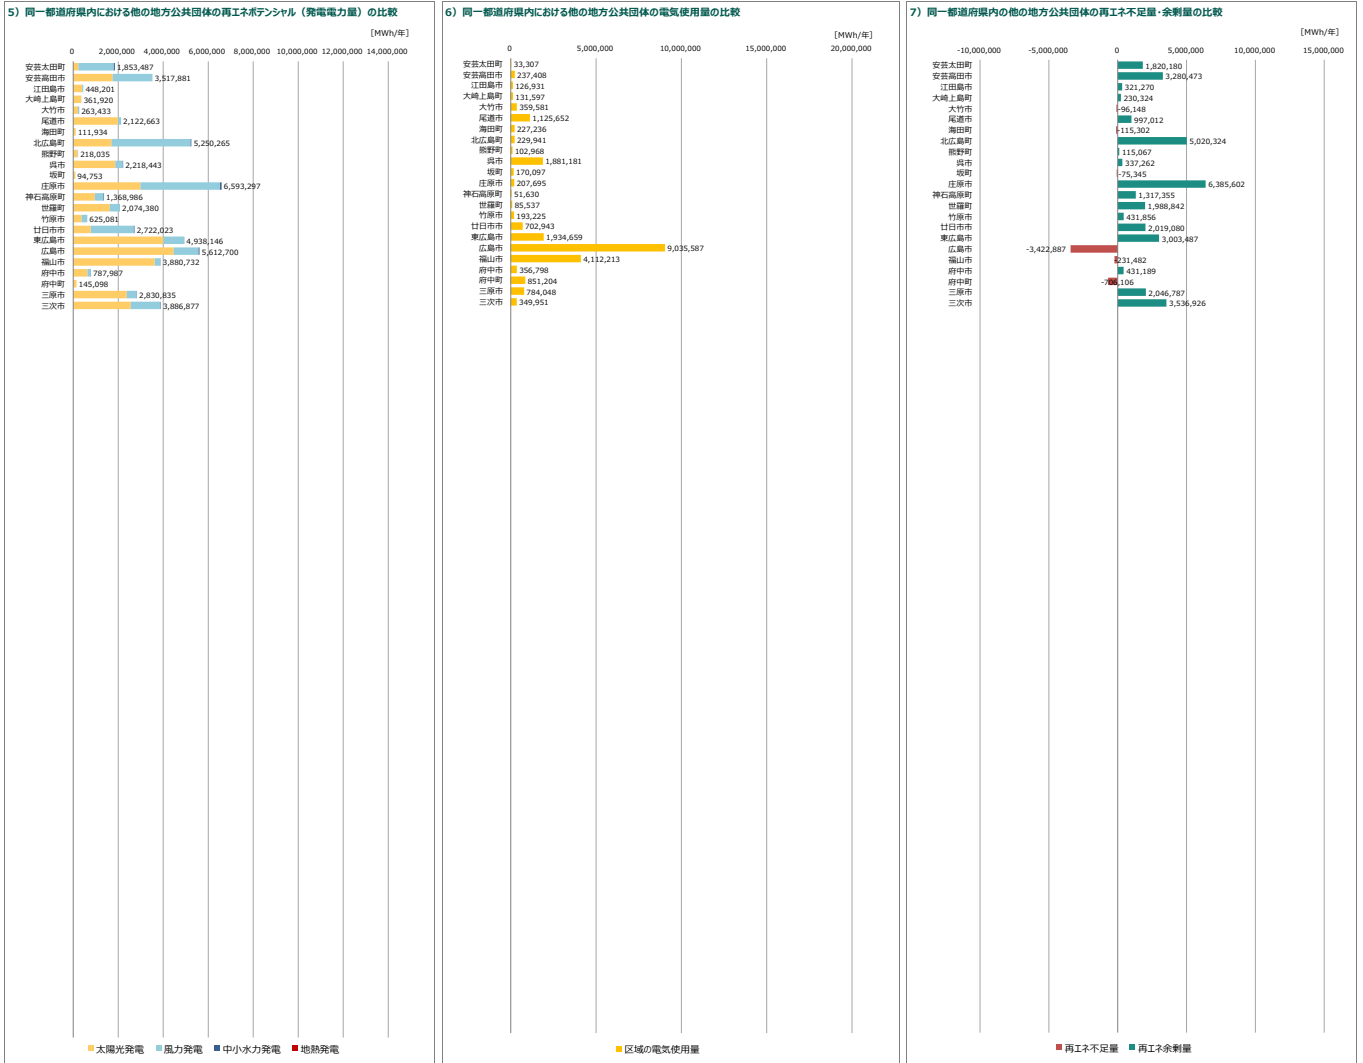 5）同一都道府県内における他の地方公共団体の再エネポテンシャル（発電電力量）の比較
[MWh/年]
0 2,000,000 4,000,000 6,000,000 8,000,000 10,000,000 12,000,000 14,000,000
安芸太田町 1,853,487
安芸高田市 3,517,881
江田島市 448,201
大崎上島町 361,920
大竹市 263,433
尾道市 2,122,663
海田町 111,934
北広島町 5,250,265
熊野町 218,035
呉市 2,218,443
坂町 94,753
庄原市 6,593,297
神石高原町 1,368,986
世羅町 2,074,380
竹原市 625,081
廿日市市 2,722,023
東広島市 4,938,146
広島市 5,612,700
福山市 3,880,732
府中市 787,987
府中町 145,098
三原市 2,830,835
三次市 3,886,877
太陽光発電 風力発電 中小水力発電 地熱発電
6）同一都道府県内における他の地方公共団体の電気使用量の比較
[MWh/年]
0 5,000,000 10,000,000 15,000,000 20,000,000
安芸太田町 33,307
安芸高田市 237,408
江田島市 126,931
大崎上島町 131,597
大竹市 359,581
尾道市 1,125,652
海田町 227,236
北広島町 229,941
熊野町 102,968
呉市 1,881,181
坂町 170,097
庄原市 207,695
神石高原町 51,630
世羅町 85,537
竹原市 193,225
廿日市市 702,943
東広島市 1,934,659
広島市 9,035,587
福山市 4,112,213
府中市 356,798
府中町 851,204
三原市 784,048
三次市 349,951
区域の電気使用量
7）同一都道府県内の他の地方公共団体の再エネ不足量・余剰量の比較
[MWh/年]
-10,000,000 -5,000,000 0 5,000,000 10,000,000 15,000,000
安芸太田町 1,820,180
安芸高田市 3,280,473
江田島市 321,270
大崎上島町 230,324
大竹市 -96,148
尾道市 997,012
海田町 -115,302
北広島町 5,020,324
熊野町 115,067
呉市 337,262
坂町 -75,345
庄原市 6,385,602
神石高原町 1,317,355
世羅町 1,988,842
竹原市 431,856
廿日市市 2,019,080
東広島市 3,003,487
広島市 -3,422,887
福山市 -231,482
府中市 431,189
府中町 -706,106
三原市 2,046,787
三次市 3,536,926
再エネ不足量 再エネ余剰量